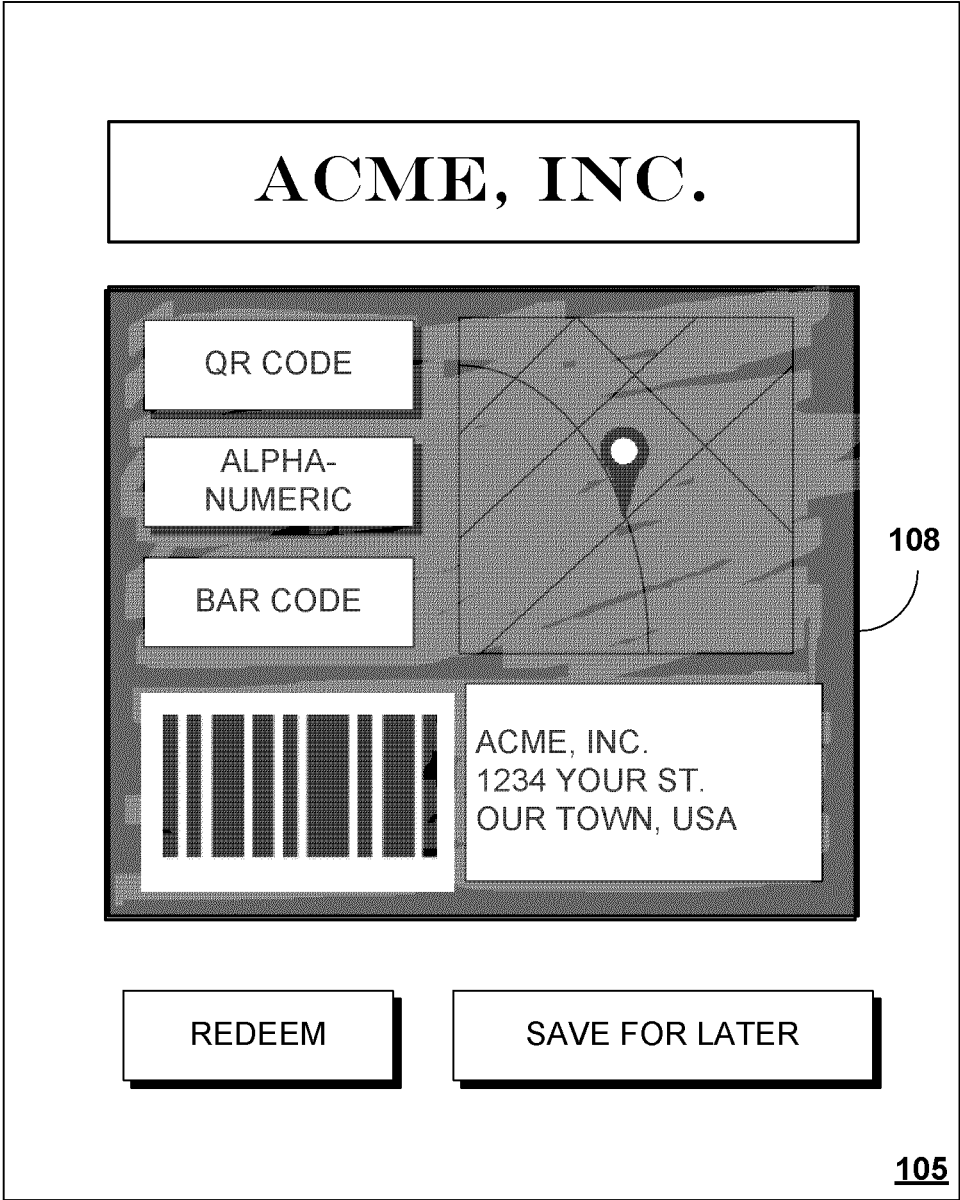 ACME, INC.
QR CODE
ALPHA-
NUMERIC
BAR CODE
108
ACME, INC.
1234 YOUR ST.
OUR TOWN, USA
REDEEM
SAVE FOR LATER
105